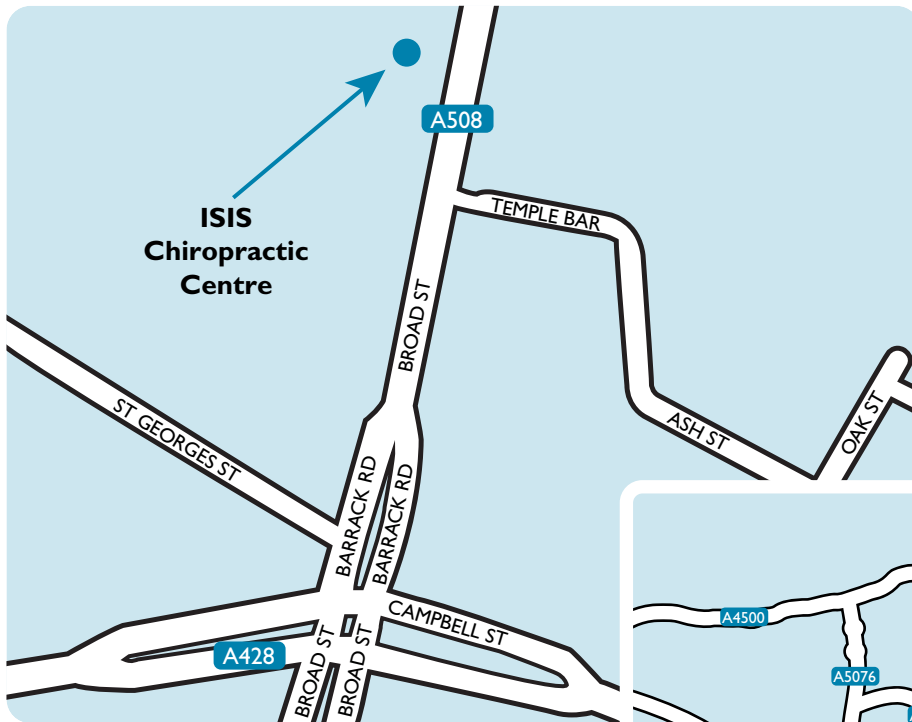 A508
TEMPLE BAR
ISIS
Chiropractic
Centre
BROAD ST
ST GEORGES ST
ASH ST
OAK ST
BARRACK RD
BARRACK RD
CAMPBELL ST
A428
BROAD ST
BROAD ST
A4500
A5076